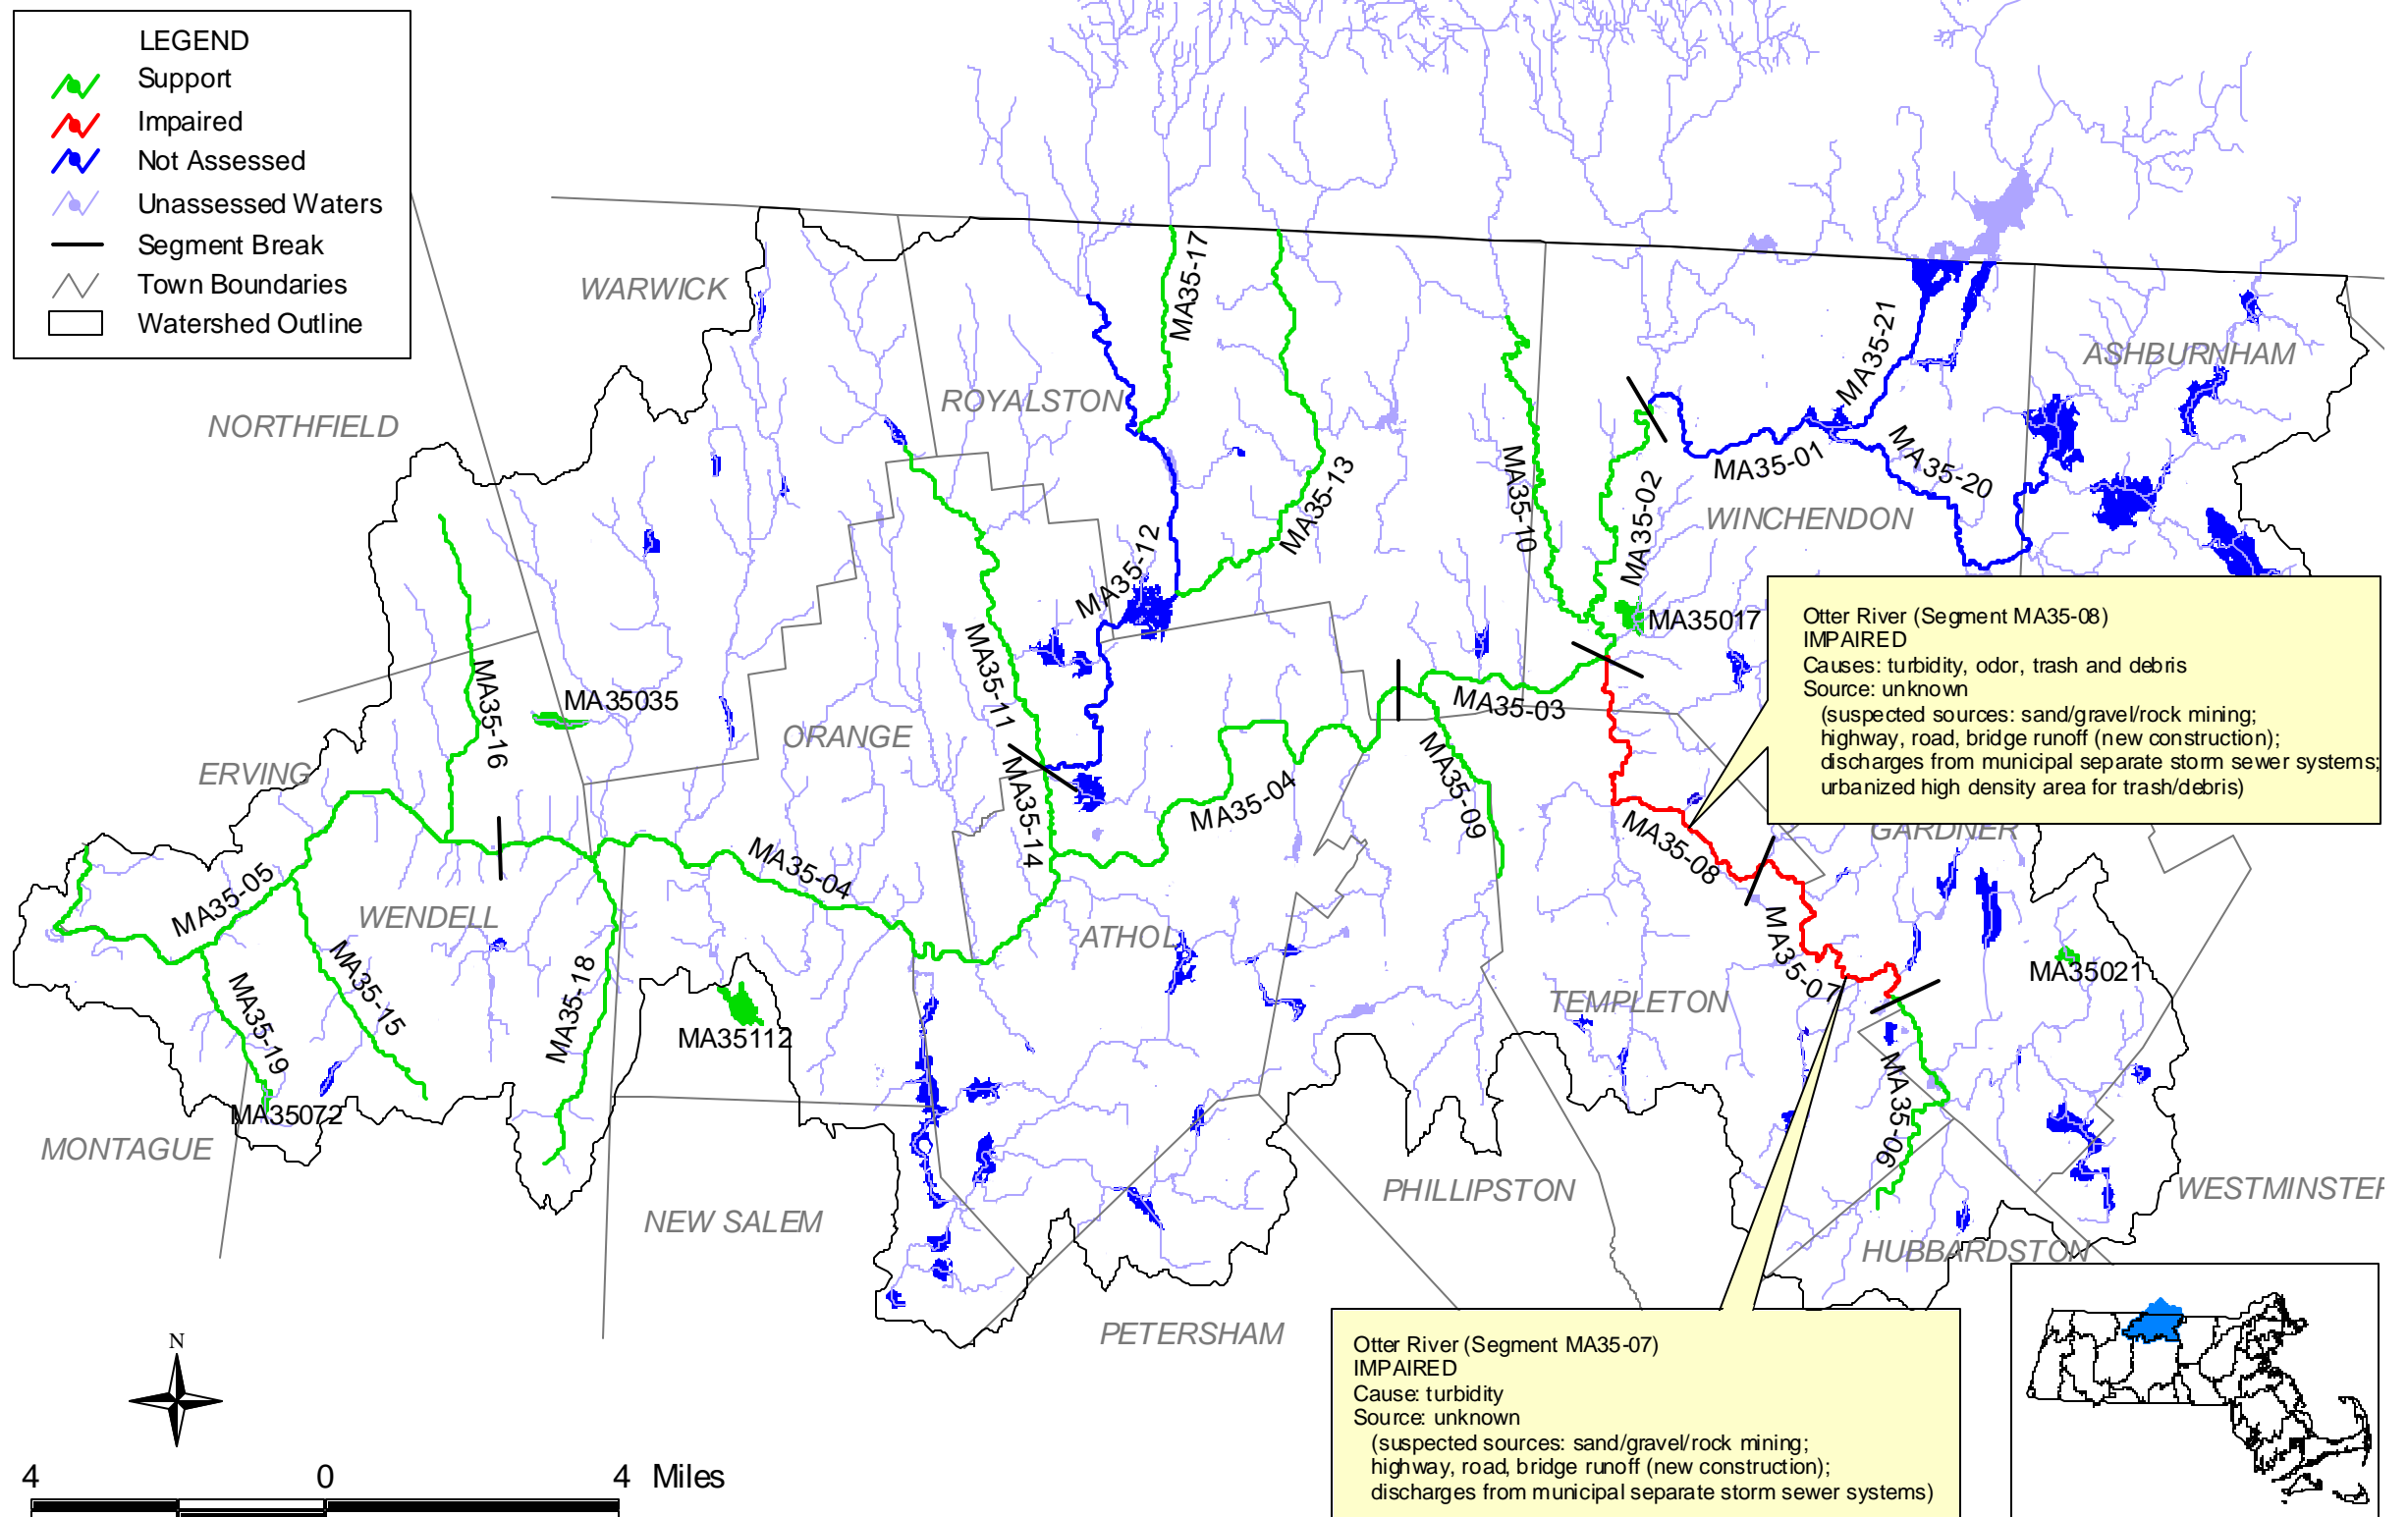 LEGEND
Support
Impaired
Not Assessed
Unassessed Waters
Segment Break
Town Boundaries
Watershed Outline
WARWICK
NORTHFIELD
ROYALSTON
ASHBURNHAM
WINCHENDON
ORANGE
ERVING
WENDELL
ATHOL
TEMPLETON
GARDNER
MONTAGUE
NEW SALEM
PHILLIPSTON
PETERSHAM
HUBBARDSTON
WESTMINSTER
MA35-17
MA35-21
MA35-01
MA35-20
MA35-13
MA35-10
MA35-02
MA35-12
MA35017
MA35-11
MA35-16
MA35035
MA35-03
MA35-14
MA35-04
MA35-09
MA35-08
MA35-04
MA35-05
MA35-07
MA35-15
MA35-18
MA35-19
MA35112
MA35021
MA35072
MA35-06
Otter River (Segment MA35-08)
IMPAIRED
Causes: turbidity, odor, trash and debris
Source: unknown
(suspected sources: sand/gravel/rock mining;
highway, road, bridge runoff (new construction);
discharges from municipal separate storm sewer systems;
urbanized high density area for trash/debris)
Otter River (Segment MA35-07)
IMPAIRED
Cause: turbidity
Source: unknown
(suspected sources: sand/gravel/rock mining;
highway, road, bridge runoff (new construction);
discharges from municipal separate storm sewer systems)
N
4 0 4 Miles